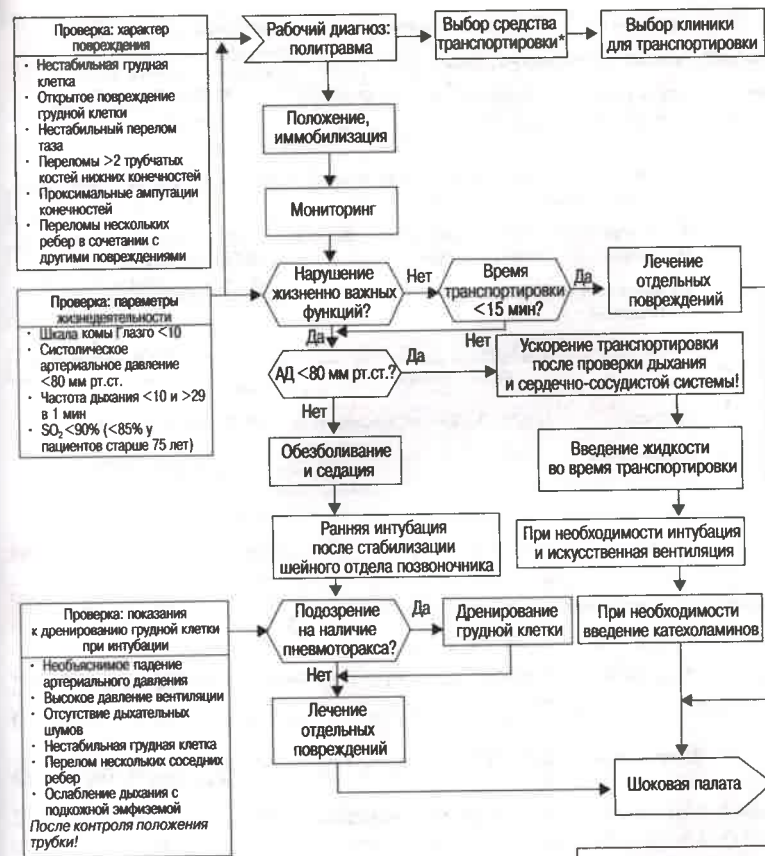 Проверка: характер
повреждения
· Нестабильная грудная
клетка
· Открытое повреждение
грудной клетки
· Нестабильный перелом
таза
· Переломы >2 трубчатых
костей нижних конечностей
· Проксимальные ампутации
конечностей
· Переломы нескольких
ребер в сочетании с
другими повреждениями
Рабочий диагноз:
политравма
Выбор средства
транспортировки*
Выбор клиники
для транспортировки
Положение,
иммобилизация
Мониторинг
Проверка: параметры
жизнедеятельности
· Шкала комы Глазго <10
· Систолическое
артериальное давление
<80 мм рт.ст.
· Частота дыхания <10 и >29
в 1 мин
· SO₂ <90% (<85% у
пациентов старше 75 лет)
Нарушение
жизненно важных
функций?
Нет
Время
транспортировки
<15 мин?
Да
Лечение
отдельных
повреждений
Да
Нет
АД <80 мм рт.ст.?
Да
Ускорение транспортировки
после проверки дыхания
и сердечно-сосудистой системы!
Нет
Обезболивание
и седация
Введение жидкости
во время транспортировки
Ранняя интубация
после стабилизации
шейного отдела позвоночника
При необходимости интубация
и искусственная вентиляция
Проверка: показания
к дренированию грудной клетки
при интубации
· Необъяснимое падение
артериального давления
· Высокое давление вентиляции
· Отсутствие дыхательных
шумов
· Нестабильная грудная клетка
· Перелом нескольких соседних
ребер
· Ослабление дыхания с
подкожной эмфиземой
После контроля положения
трубки!
Подозрение
на наличие
пневмоторакса?
Да
Дренирование
грудной клетки
При необходимости
введение катехоламинов
Нет
Лечение
отдельных
повреждений
Шоковая палата